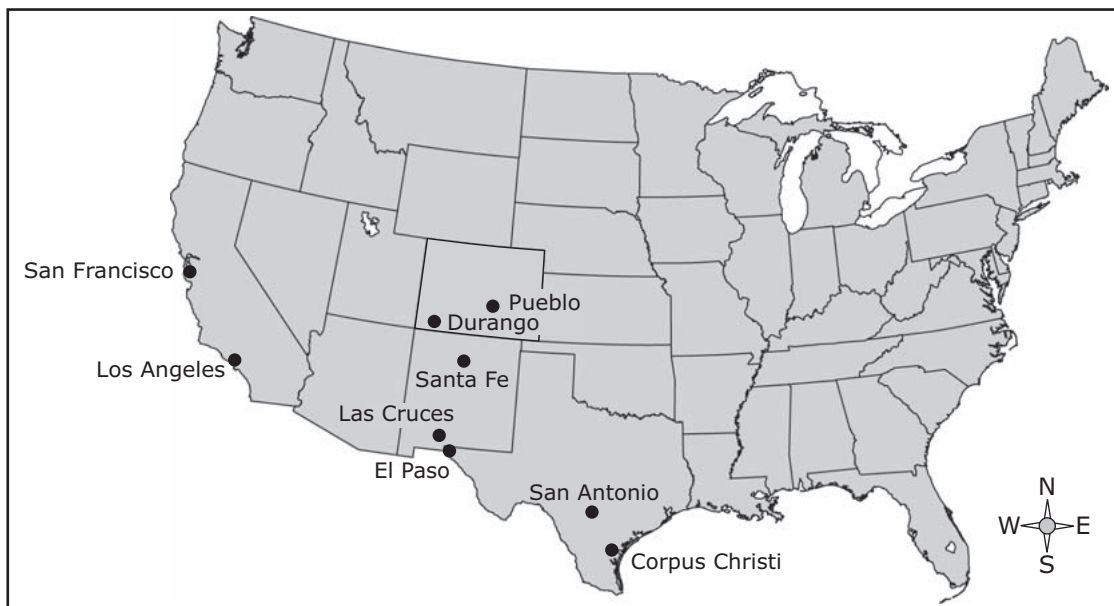 San Francisco
Pueblo
Durango
Los Angeles
Santa Fe
Las Cruces
El Paso
San Antonio
Corpus Christi
N
W E
S